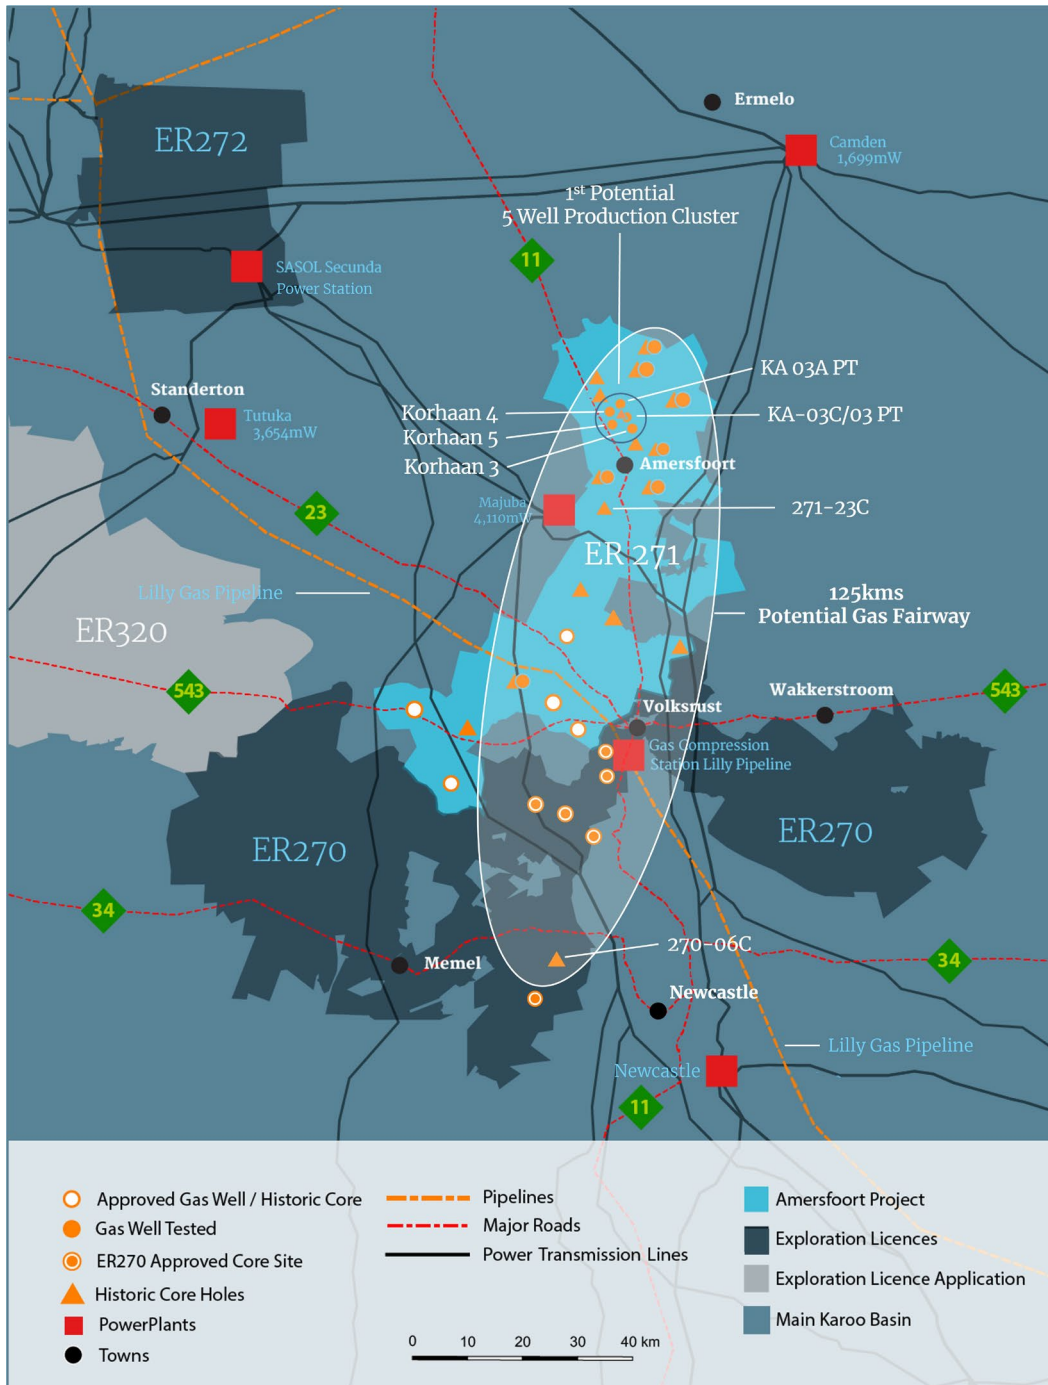 Ermelo
ER272
Camden
1,699mW
1st Potential
5 Well Production Cluster
11
SASOL Secunda
Power Station
KA 03A PT
Standerton
Korhaan 4
KA-03C/03 PT
Tutuka
3,654mW
Korhaan 5
Korhaan 3
Amersfoort
Majuba
4,110mW
271-23C
23
ER 271
Lilly Gas Pipeline
125kms
Potential Gas Fairway
ER320
543
Wakkerstroom
543
Volksrust
Gas Compression
Station Lilly Pipeline
ER270
ER270
34
270-06C
34
Memel
Newcastle
Lilly Gas Pipeline
Newcastle
11
Approved Gas Well / Historic Core
Gas Well Tested
ER270 Approved Core Site
Historic Core Holes
PowerPlants
Towns
Pipelines
Major Roads
Power Transmission Lines
0 10 20 30 40 km
Amersfoort Project
Exploration Licences
Exploration Licence Application
Main Karoo Basin